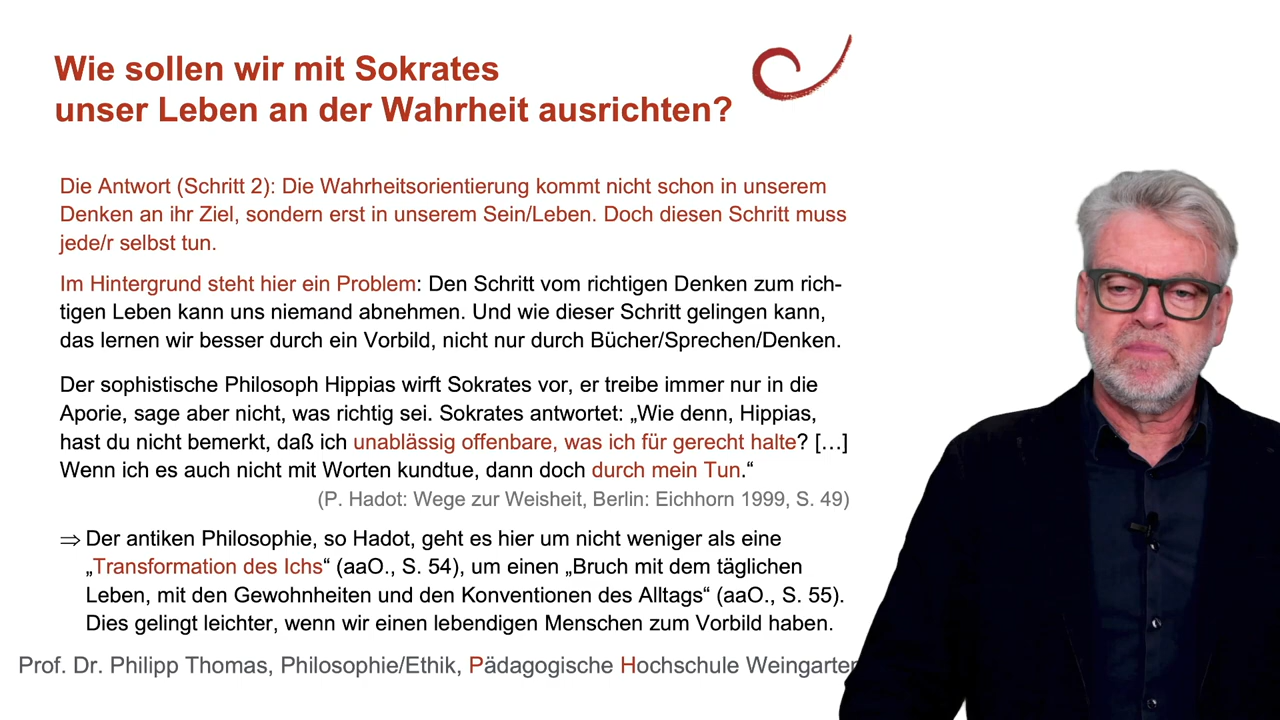 Wie sollen wir mit Sokrates
unser Leben an der Wahrheit ausrichten?
Die Antwort (Schritt 2): Die Wahrheitsorientierung kommt nicht schon in unserem
Denken an ihr Ziel, sondern erst in unserem Sein/Leben. Doch diesen Schritt muss
jede/r selbst tun.
Im Hintergrund steht hier ein Problem: Den Schritt vom richtigen Denken zum rich-
tigen Leben kann uns niemand abnehmen. Und wie dieser Schritt gelingen kann,
das lernen wir besser durch ein Vorbild, nicht nur durch Bücher/Sprechen/Denken.
Der sophistische Philosoph Hippias wirft Sokrates vor, er treibe immer nur in die
Aporie, sage aber nicht, was richtig sei. Sokrates antwortet: „Wie denn, Hippias,
hast du nicht bemerkt, daß ich unablässig offenbare, was ich für gerecht halte? […]
Wenn ich es auch nicht mit Worten kundtue, dann doch durch mein Tun.“
(P. Hadot: Wege zur Weisheit, Berlin: Eichhorn 1999, S. 49)
⇒ Der antiken Philosophie, so Hadot, geht es hier um nicht weniger als eine
„Transformation des Ichs“ (aaO., S. 54), um einen „Bruch mit dem täglichen
Leben, mit den Gewohnheiten und den Konventionen des Alltags“ (aaO., S. 55).
Dies gelingt leichter, wenn wir einen lebendigen Menschen zum Vorbild haben.
Prof. Dr. Philipp Thomas, Philosophie/Ethik, Pädagogische Hochschule Weingarten